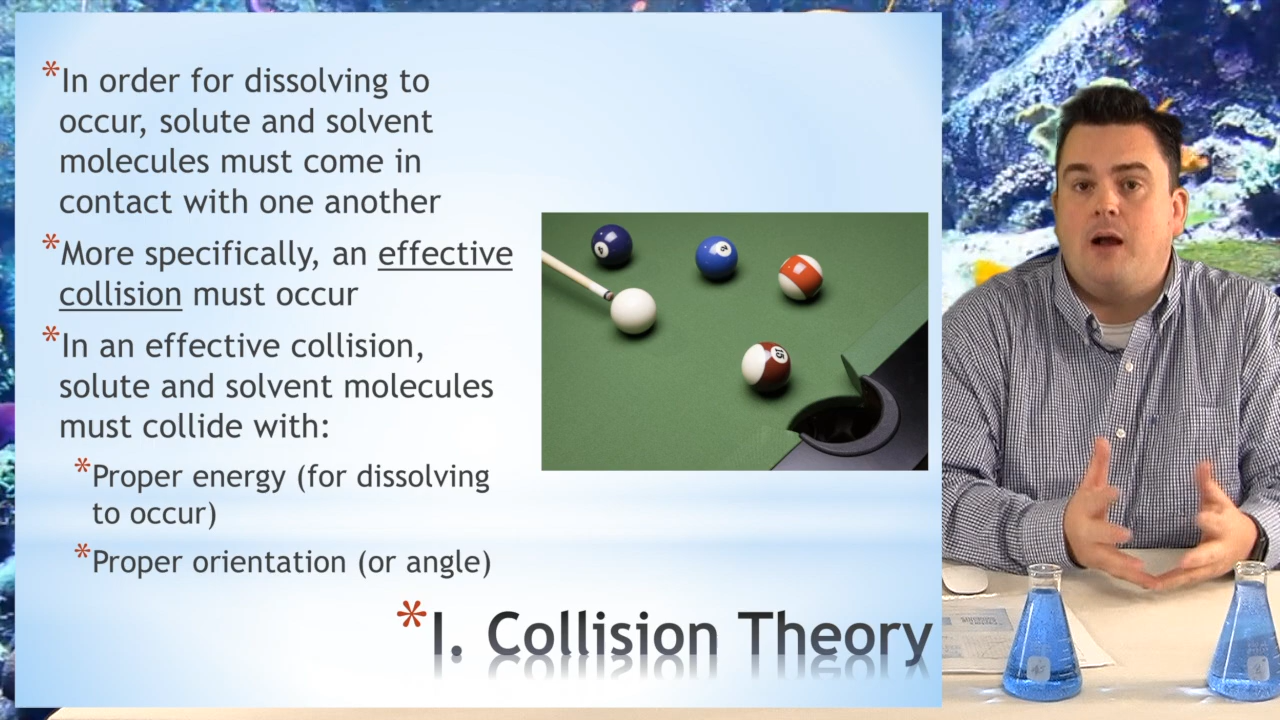 *In order for dissolving to
occur, solute and solvent
molecules must come in
contact with one another
*More specifically, an effective
collision must occur
*In an effective collision,
solute and solvent molecules
must collide with:
*Proper energy (for dissolving
to occur)
*Proper orientation (or angle)
*I. Collision Theory
15